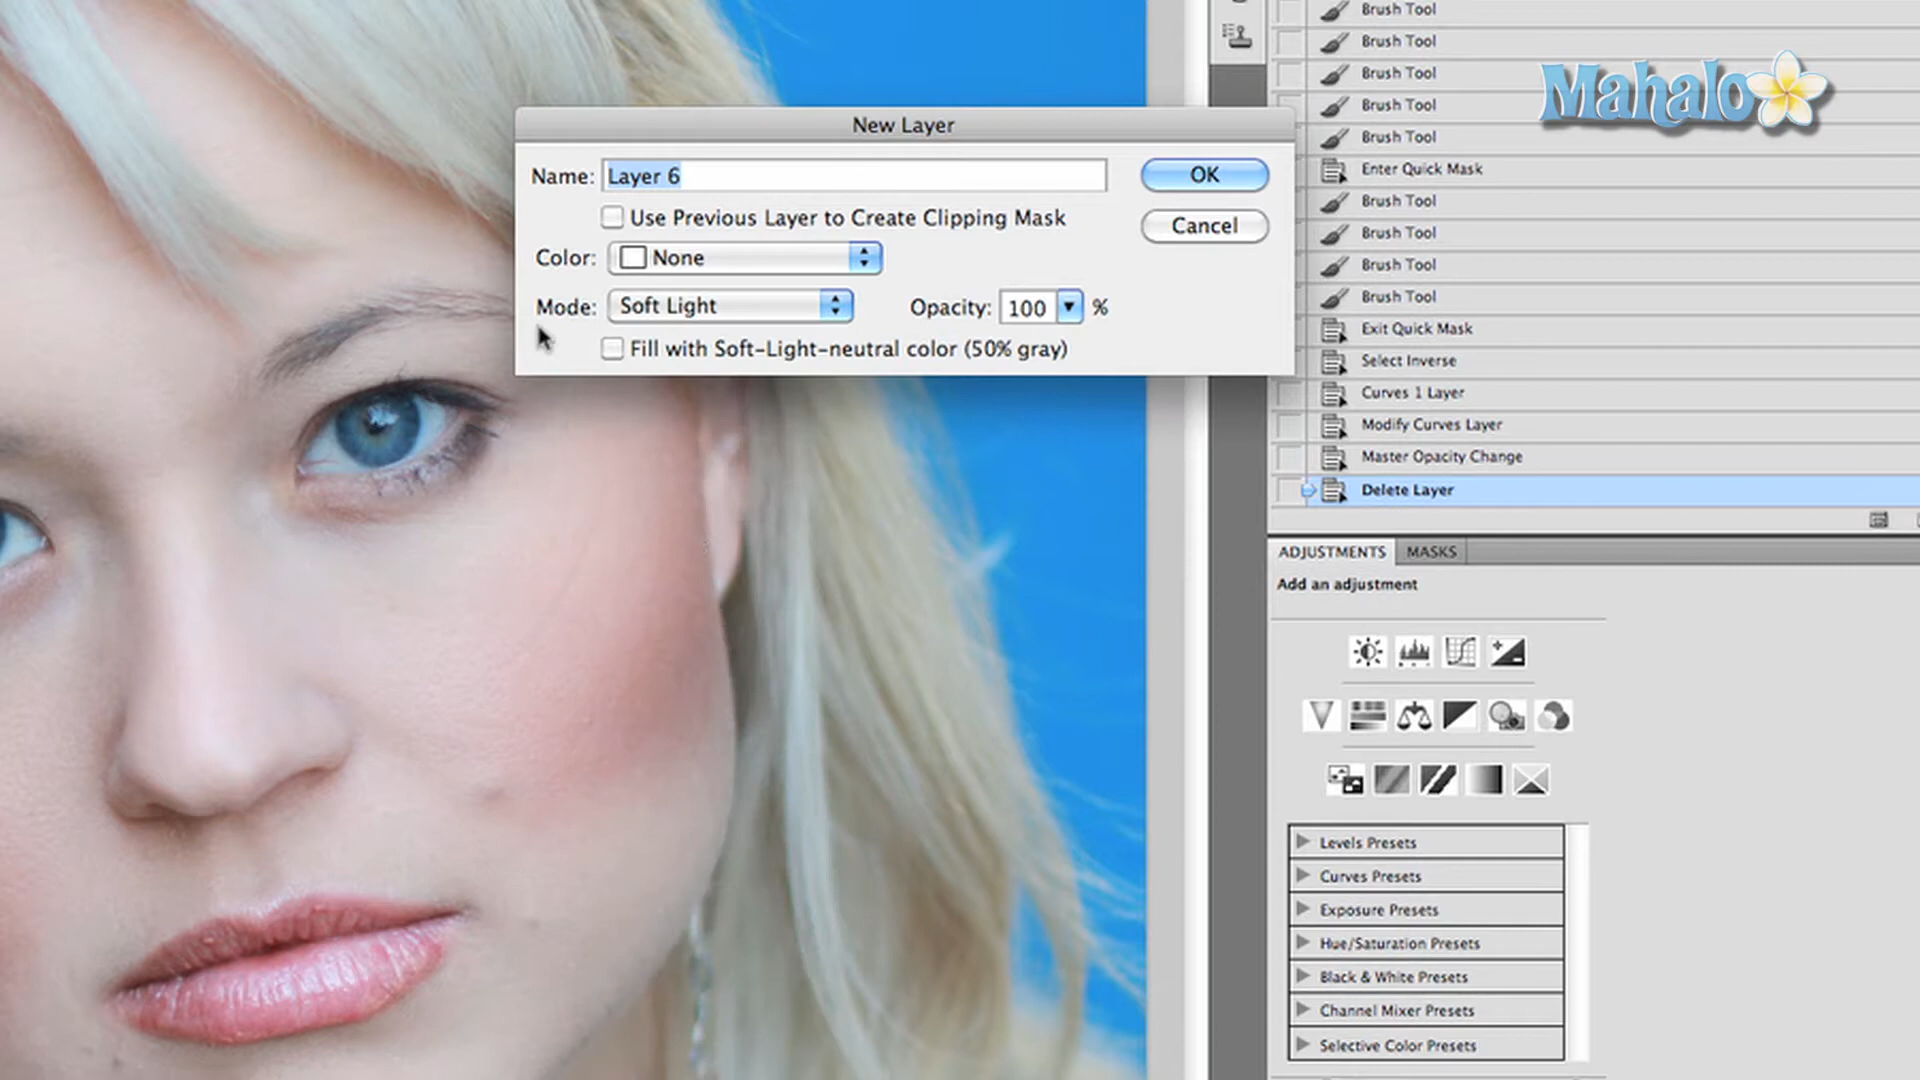 Mahalo
New Layer
Name: Layer 6
OK
Use Previous Layer to Create Clipping Mask
Cancel
Color: None
Mode: Soft Light Opacity: 100 %
Fill with Soft-Light-neutral color (50% gray)
Brush Tool
Brush Tool
Brush Tool
Brush Tool
Brush Tool
Enter Quick Mask
Brush Tool
Brush Tool
Brush Tool
Brush Tool
Exit Quick Mask
Select Inverse
Curves 1 Layer
Modify Curves Layer
Master Opacity Change
Delete Layer
ADJUSTMENTS MASKS
Add an adjustment
Levels Presets
Curves Presets
Exposure Presets
Hue/Saturation Presets
Black & White Presets
Channel Mixer Presets
Selective Color Presets